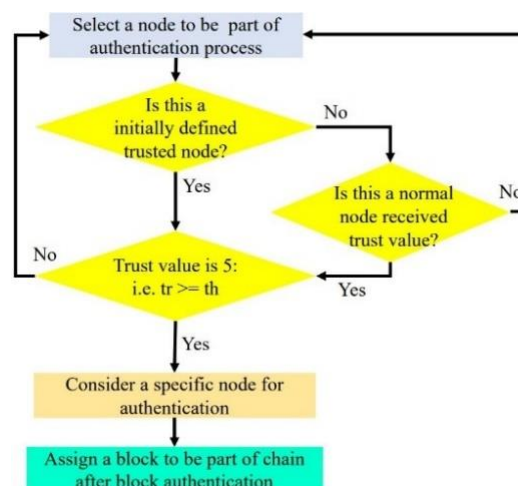 Select a node to be part of
authentication process
Is this a
initially defined
trusted node?
No
Yes
Is this a normal
node received
trust value?
No
No
Trust value is 5:
i.e. tr >= th
Yes
Yes
Consider a specific node for
authentication
Assign a block to be part of chain
after block authentication